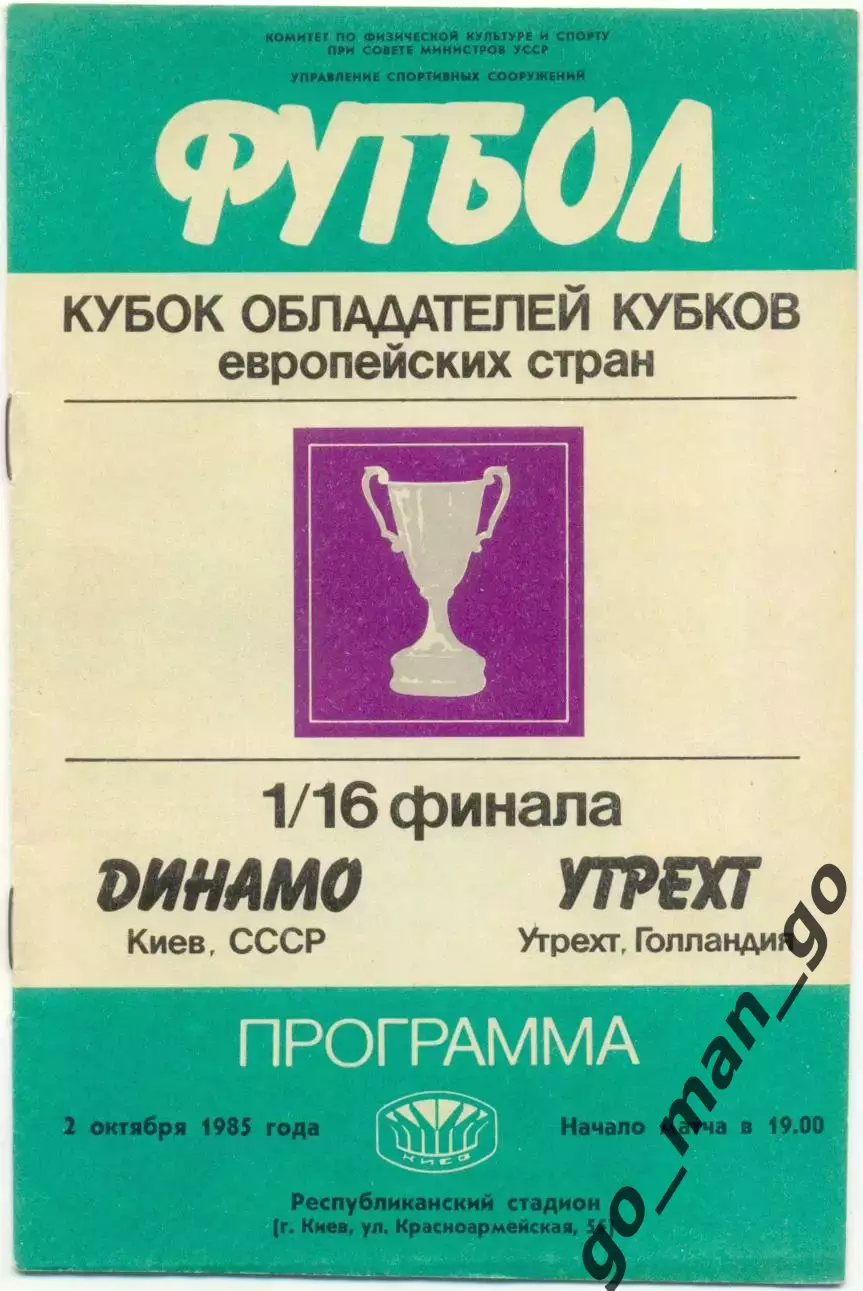 КОМИТЕТ ПО ФИЗИЧЕСКОЙ КУЛЬТУРЕ И СПОРТУ
ПРИ СОВЕТЕ МИНИСТРОВ УССР
УПРАВЛЕНИЕ СПОРТИВНЫХ СООРУЖЕНИЙ
ФУТБОЛ
КУБОК ОБЛАДАТЕЛЕЙ КУБКОВ
европейских стран
1/16 финала
ДИНАМО
Киев, СССР
УТРЕХТ
Утрехт, Голландия
ПРОГРАММА
2 октября 1985 года
КИЕВ
Начало матча в 19.00
Республиканский стадион
(г. Киев, ул. Красноармейская, 55)
go_man_go